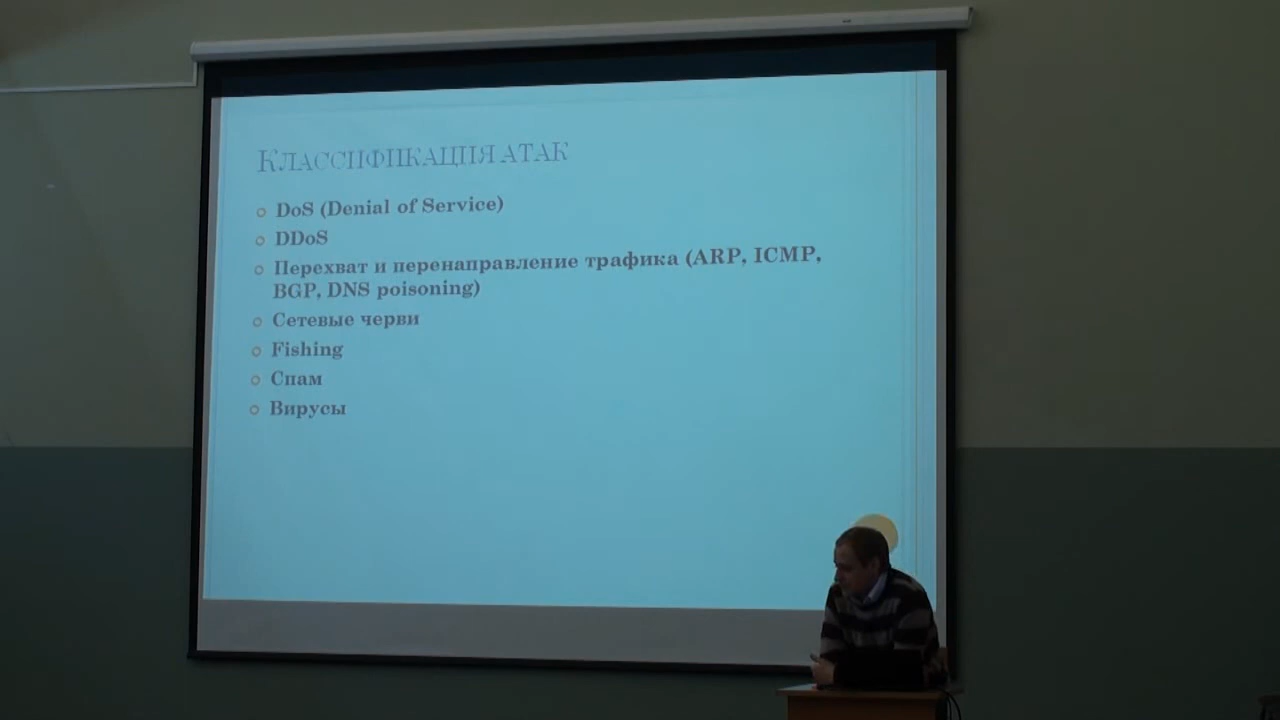 Классификация атак
DoS (Denial of Service)
DDoS
Перехват и перенаправление трафика (ARP, ICMP,
BGP, DNS poisoning)
Сетевые черви
Fishing
Спам
Вирусы